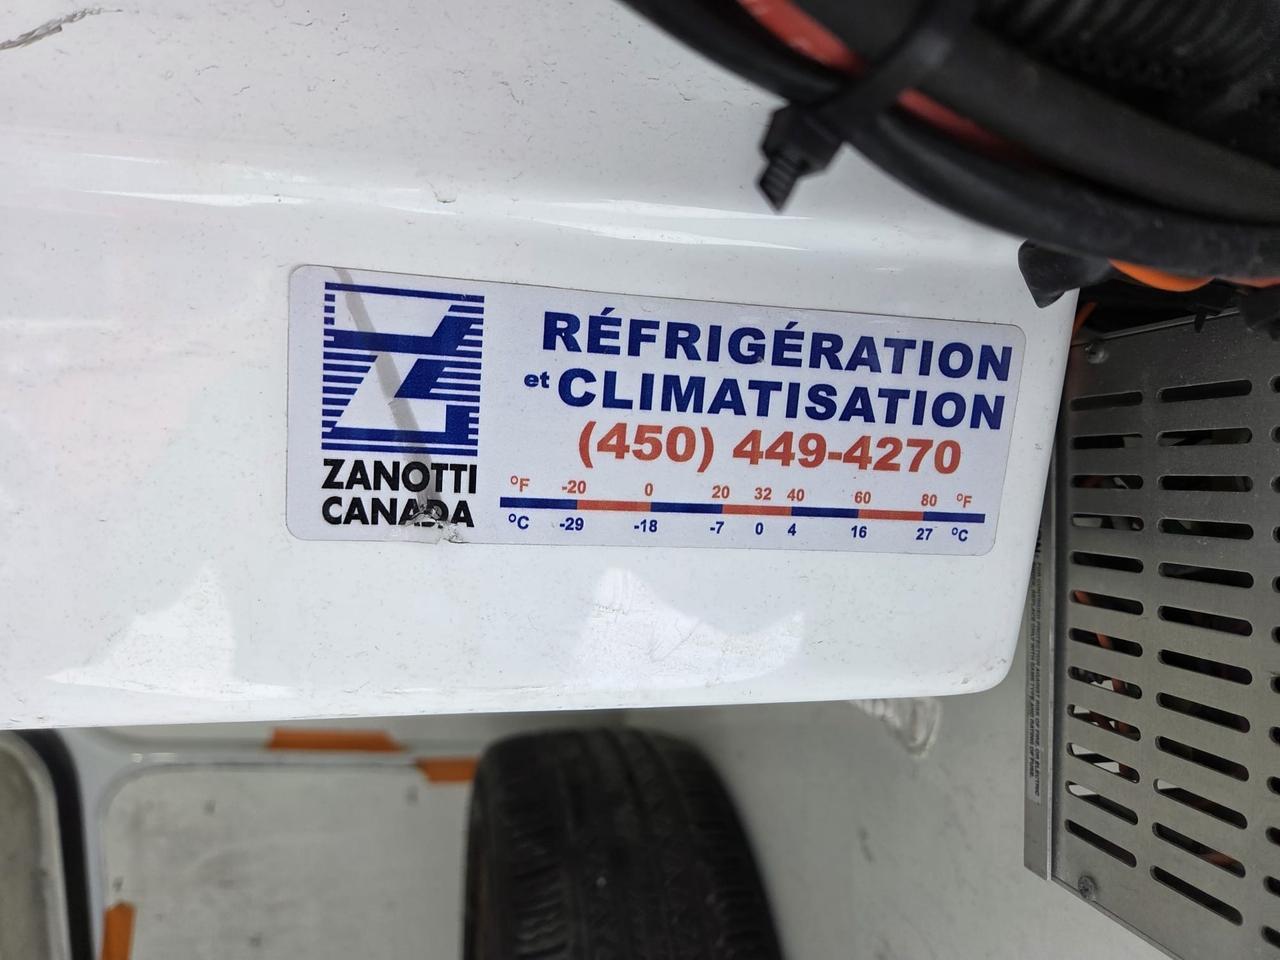 ZANOTTI
CANADA
RÉFRIGÉRATION
et CLIMATISATION
(450) 449-4270
°F -20 0 20 32 40 60 80 °F
°C -29 -18 -7 0 4 16 27 °C